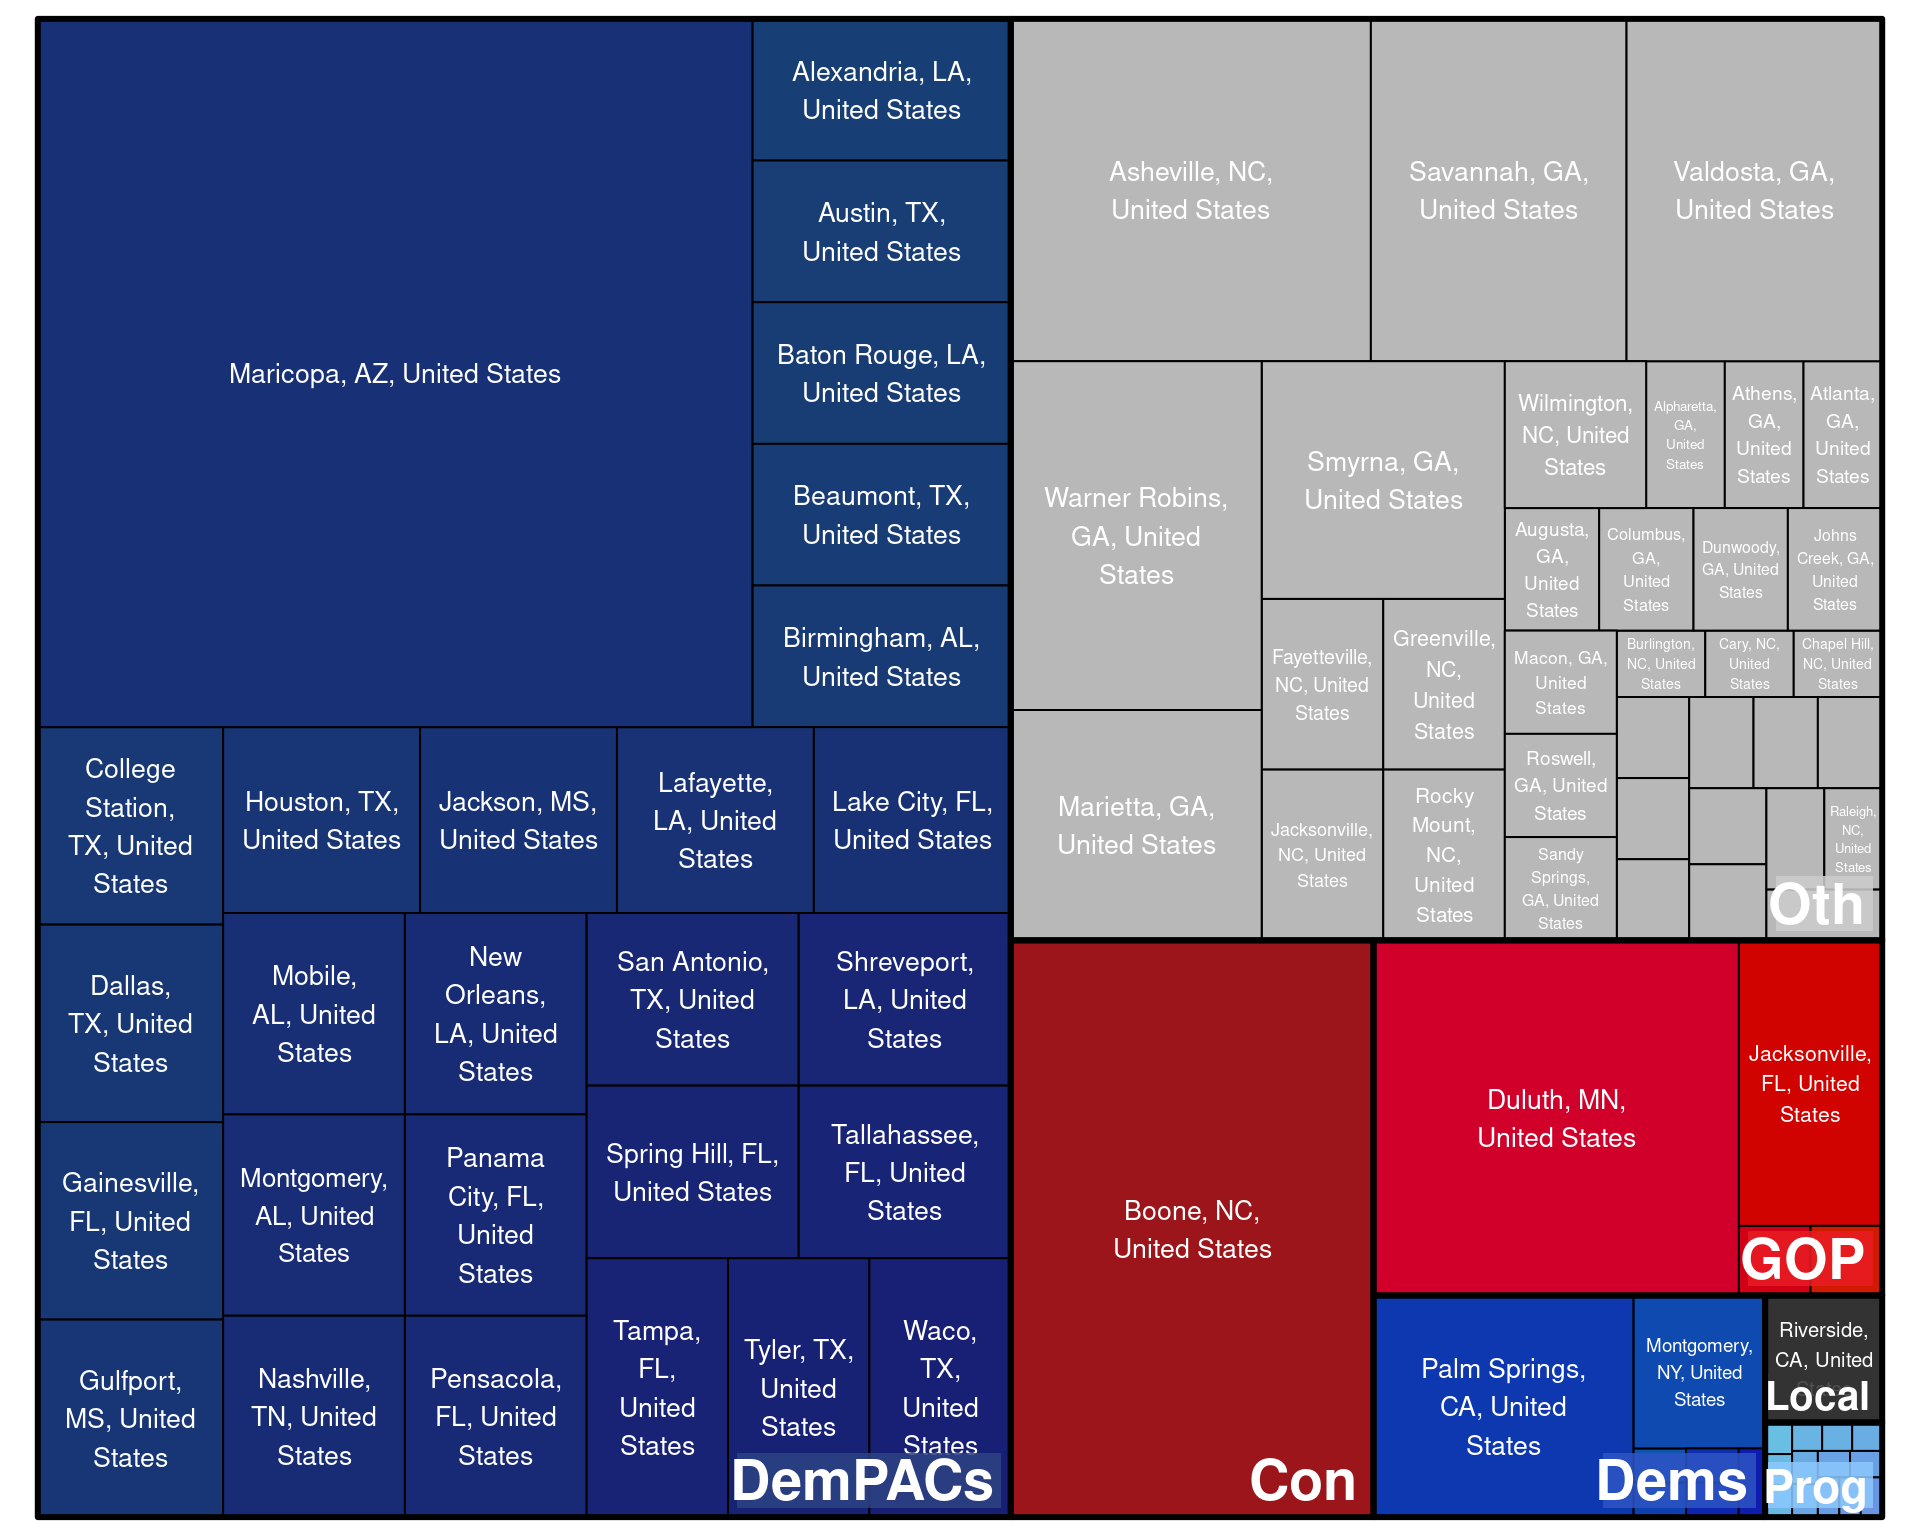 Maricopa, AZ, United States
Alexandria, LA,
United States
Austin, TX,
United States
Baton Rouge, LA,
United States
Beaumont, TX,
United States
Birmingham, AL,
United States
College
Station,
TX, United
States
Dallas,
TX, United
States
Gainesville,
FL, United
States
Gulfport,
MS, United
States
Houston, TX,
United States
Jackson, MS,
United States
Lafayette,
LA, United
States
Lake City, FL,
United States
Mobile,
AL, United
States
Montgomery,
AL, United
States
Nashville,
TN, United
States
New
Orleans,
LA, United
States
Panama
City, FL,
United
States
Pensacola,
FL, United
States
San Antonio,
TX, United
States
Shreveport,
LA, United
States
Spring Hill, FL,
United States
Tallahassee,
FL, United
States
Tampa,
FL,
United
States
Tyler, TX,
United
States
Waco,
TX,
United
States
DemPACs
Asheville, NC,
United States
Savannah, GA,
United States
Valdosta, GA,
United States
Warner Robins,
GA, United
States
Marietta, GA,
United States
Smyrna, GA,
United States
Fayetteville,
NC, United
States
Greenville,
NC,
United
States
Jacksonville,
NC, United
States
Rocky
Mount,
NC,
United
States
Wilmington,
NC, United
States
Alpharetta,
GA,
United
States
Athens,
GA,
United
States
Atlanta,
GA,
United
States
Augusta,
GA,
United
States
Columbus,
GA,
United
States
Dunwoody,
GA, United
States
Johns
Creek, GA,
United
States
Macon, GA,
United
States
Roswell,
GA, United
States
Sandy
Springs,
GA, United
States
Burlington,
NC, United
States
Cary, NC,
United
States
Chapel Hill,
NC, United
States
Raleigh,
NC,
United
States
Oth
Boone, NC,
United States
Con
Duluth, MN,
United States
Jacksonville,
FL, United
States
GOP
Palm Springs,
CA, United
States
Montgomery,
NY, United
States
Dems
Riverside,
CA, United
States
Local
Prog